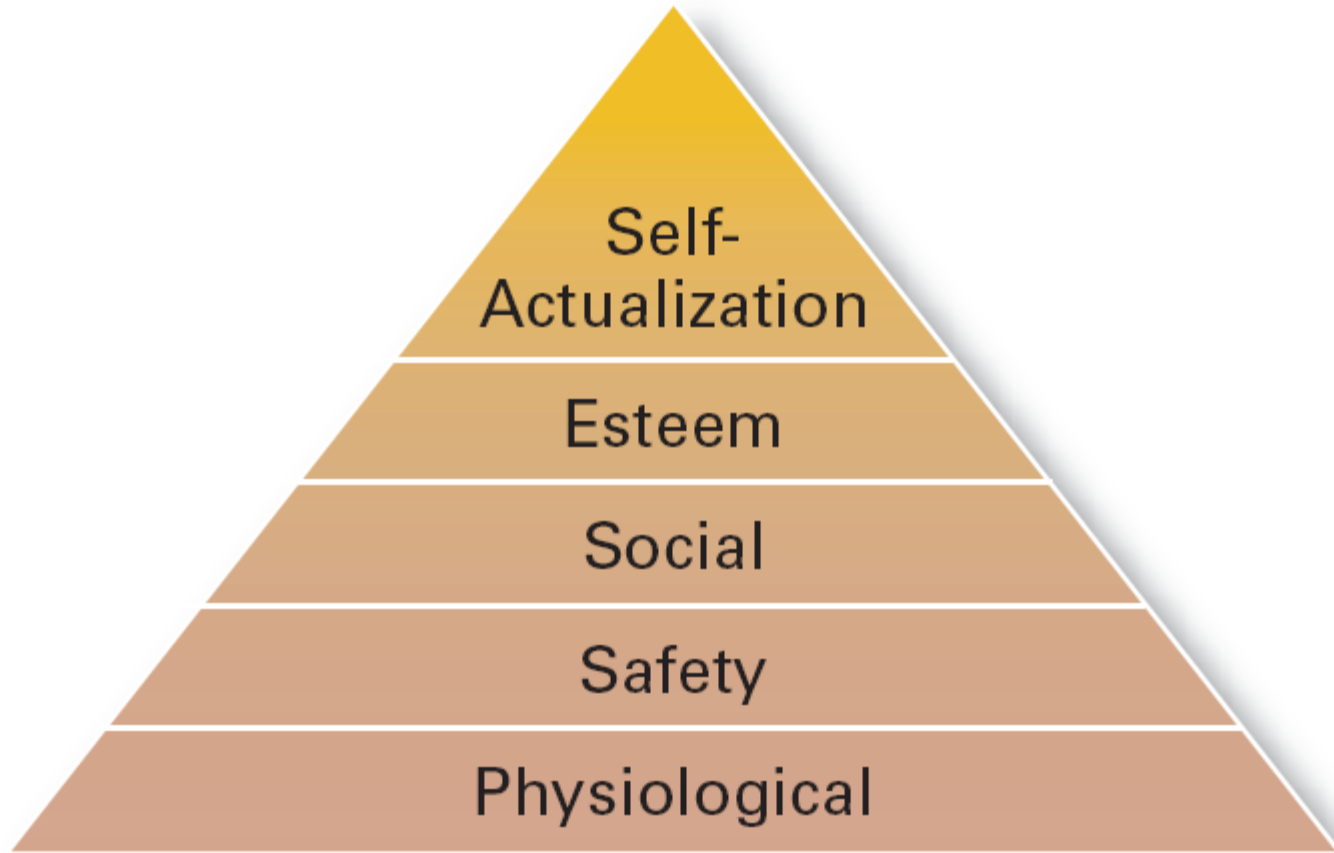 Self-
Actualization
Esteem
Social
Safety
Physiological